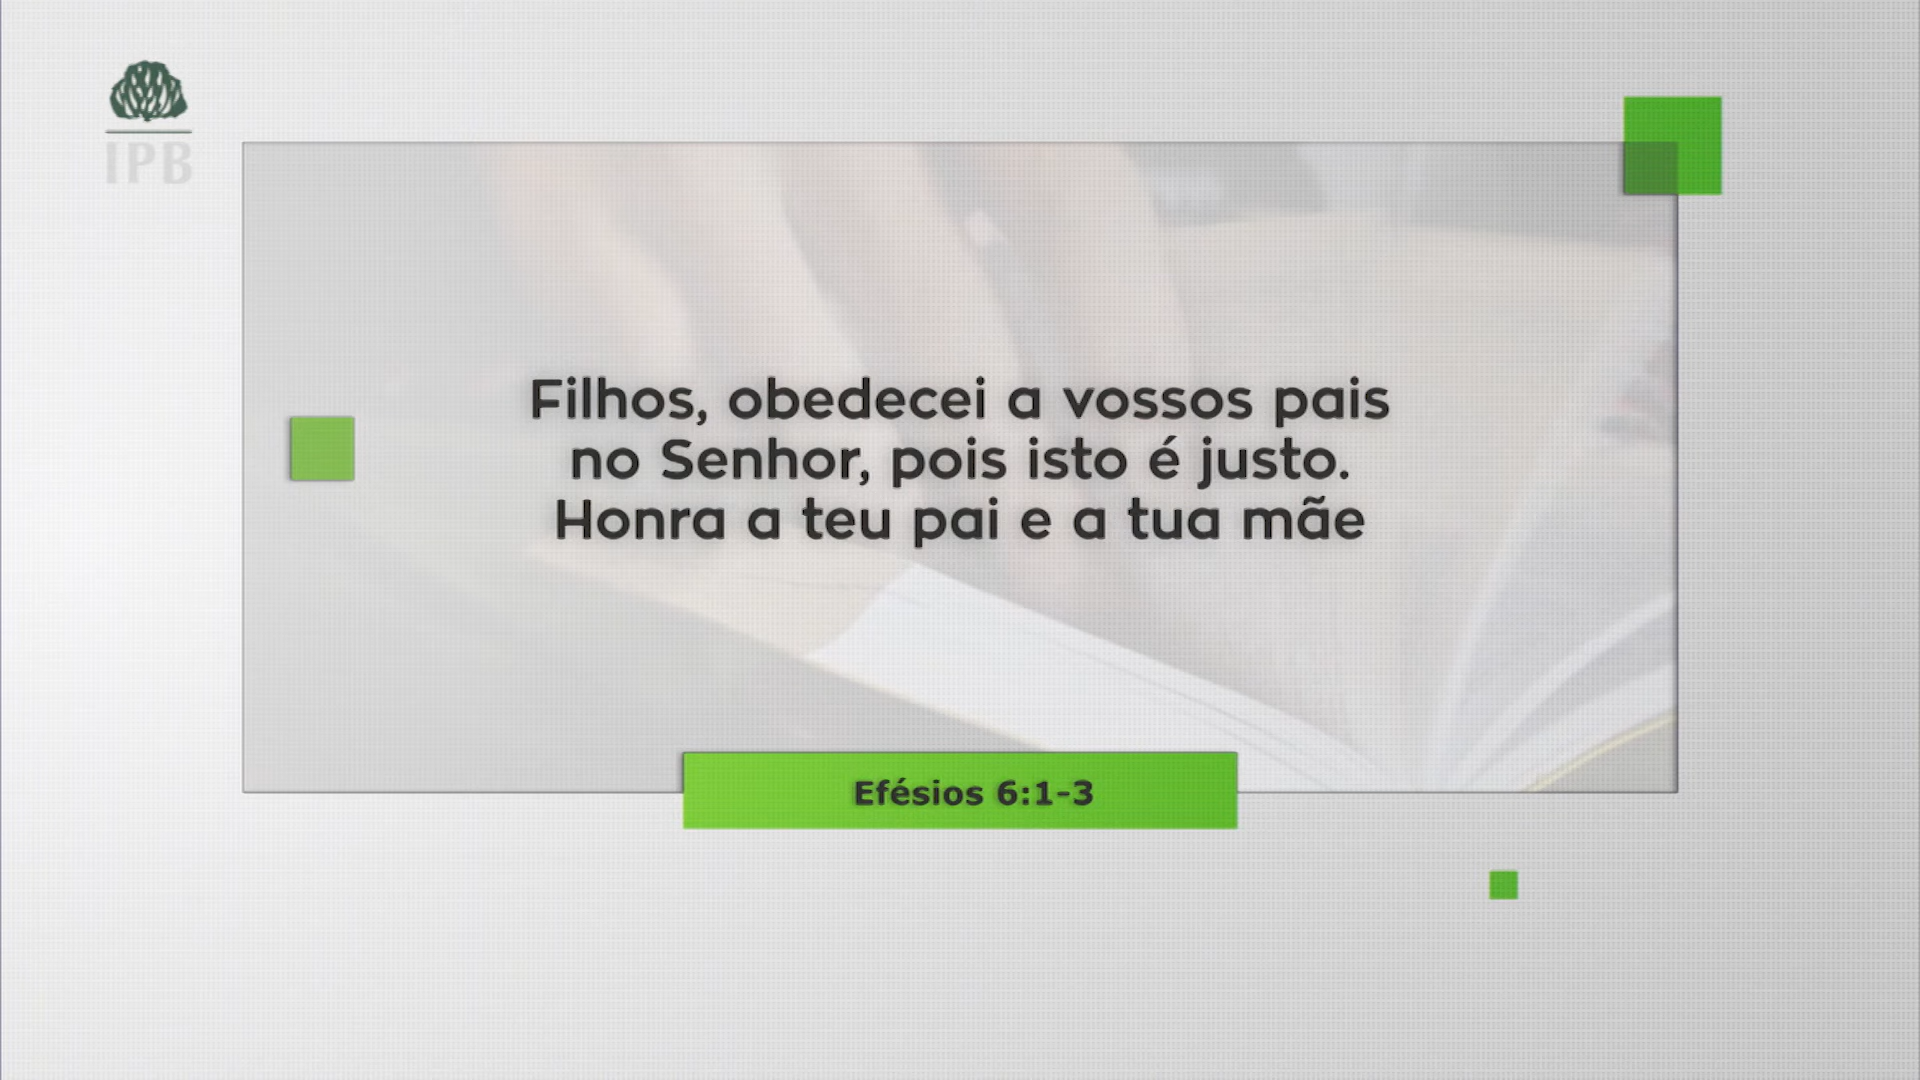 IPB
Filhos, obedecei a vossos pais
no Senhor, pois isto é justo.
Honra a teu pai e a tua mãe
Efésios 6:1-3